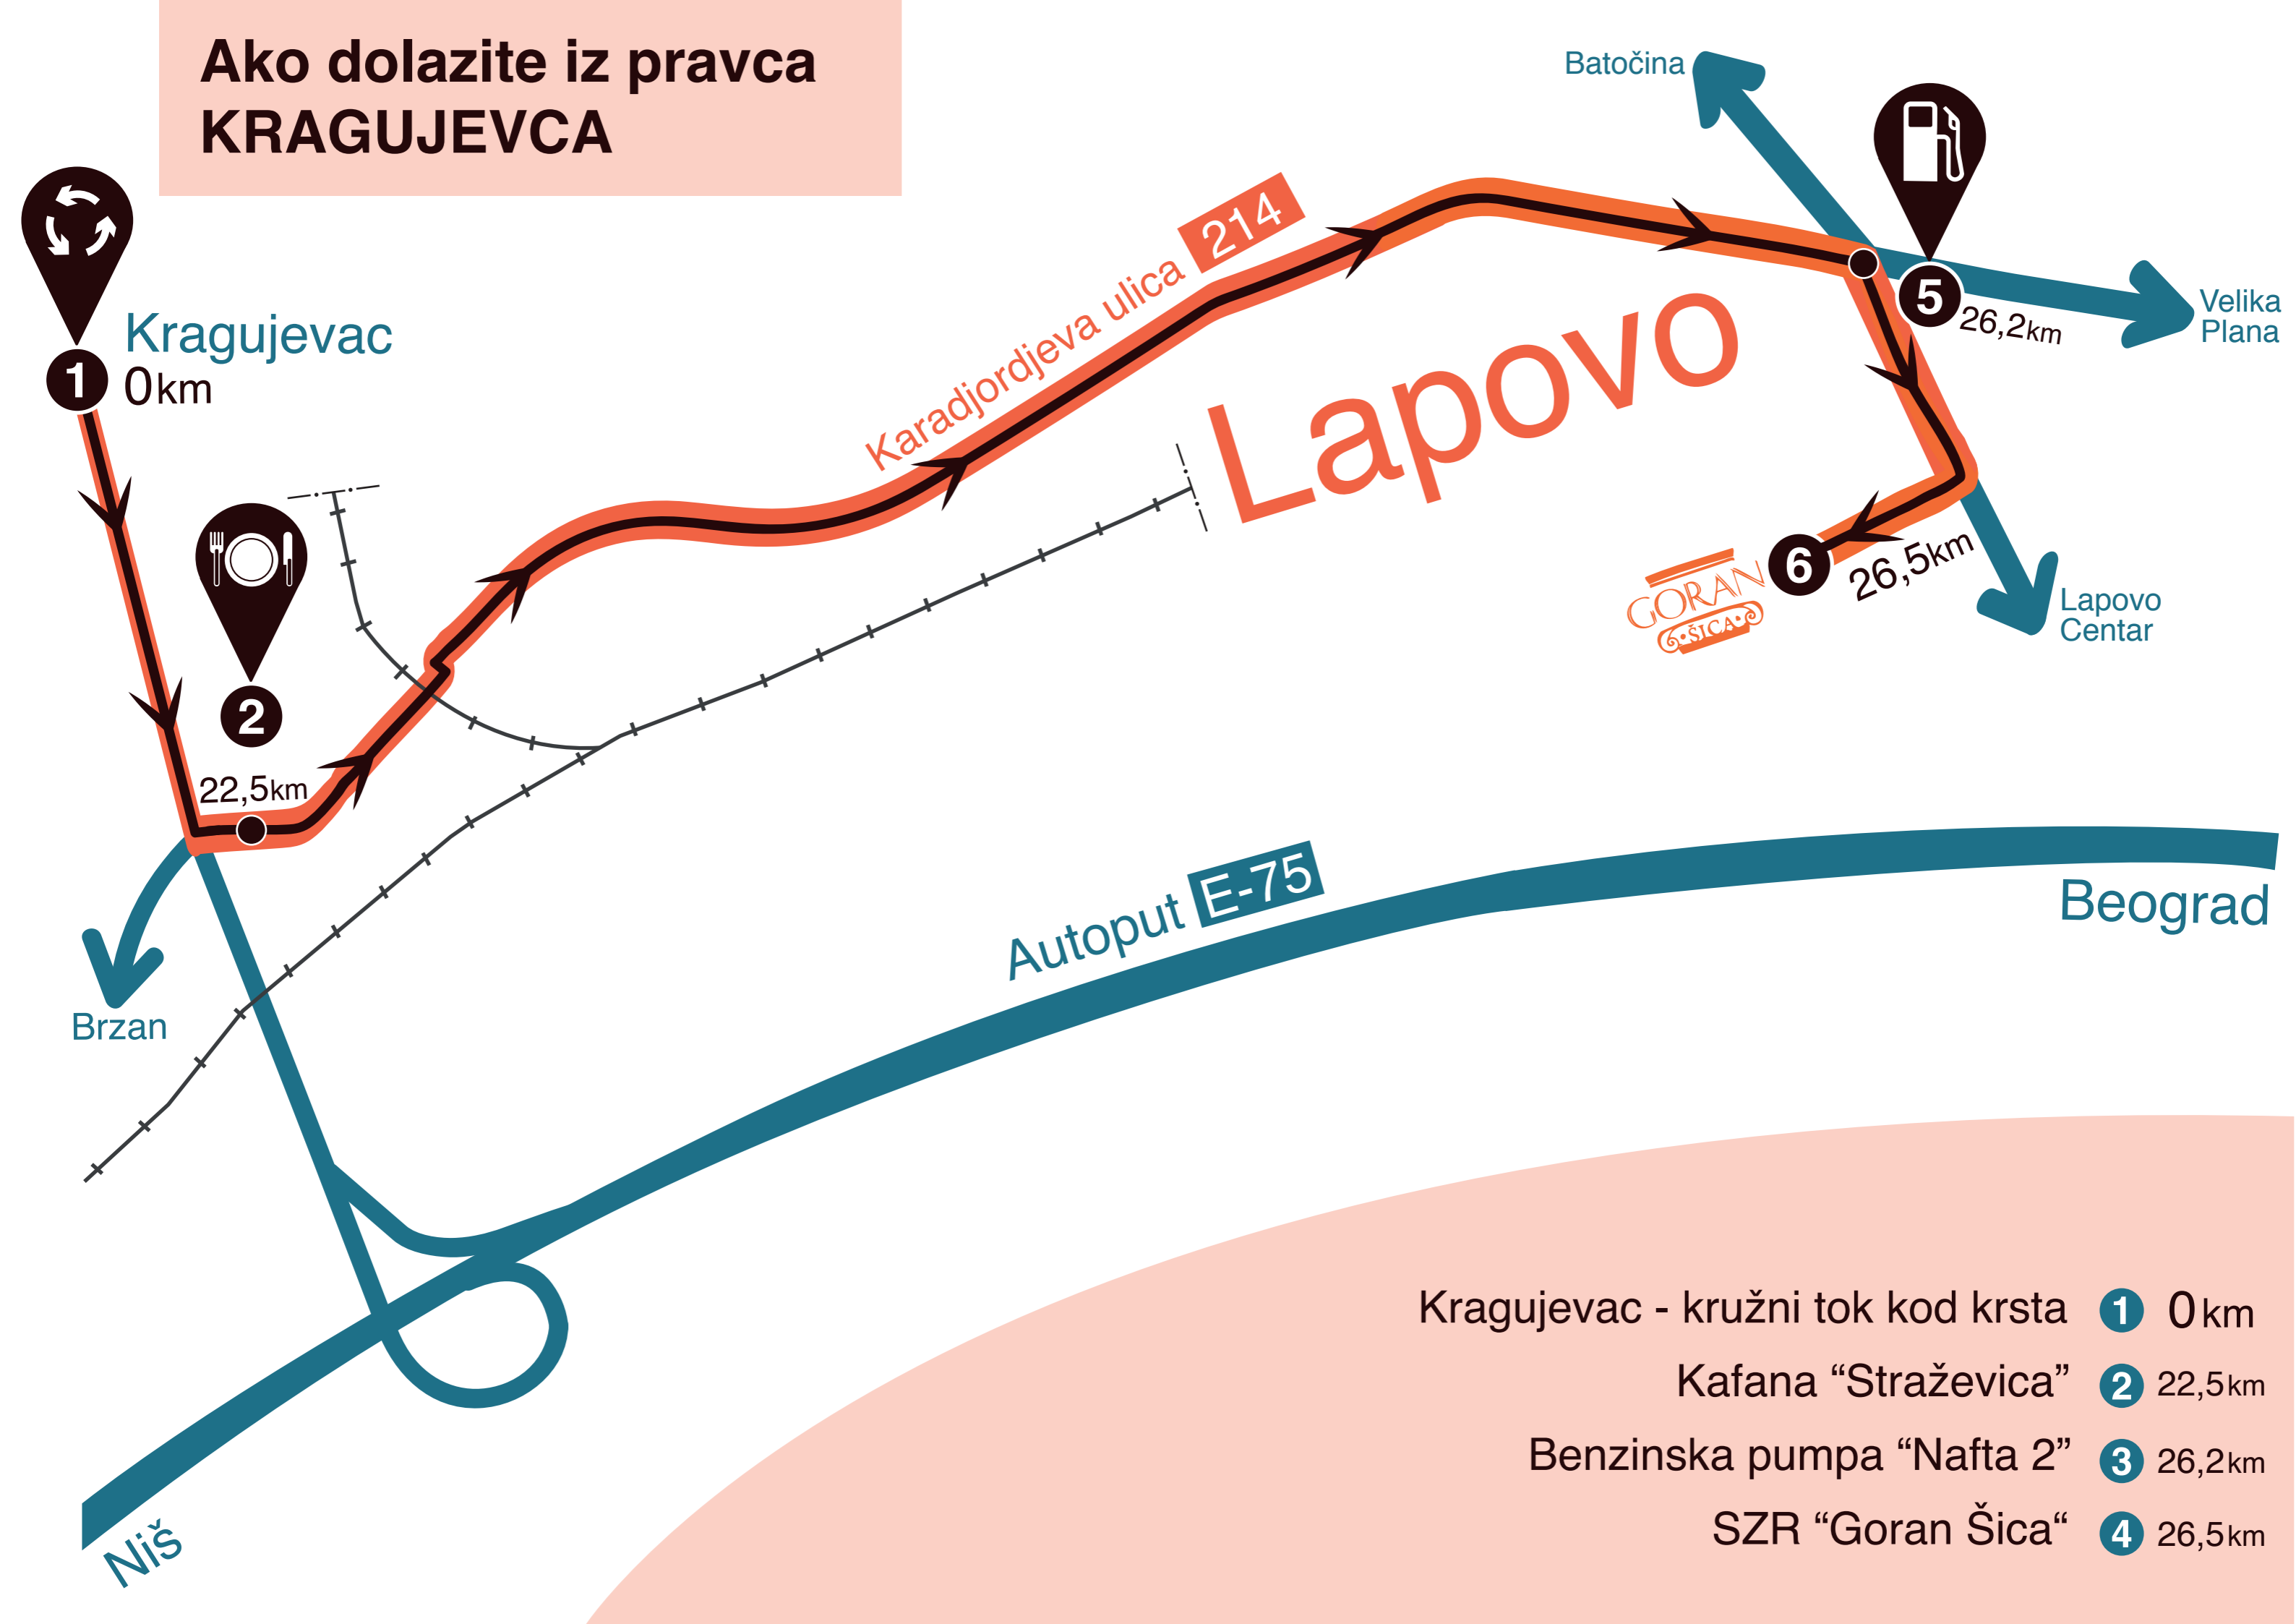 Ako dolazite iz pravca
KRAGUJEVCA
Batočina
Karadjordjeva ulica 214
Velika
Plana
5
26,2km
Kragujevac
1
0km
Lapovo
2
22,5km
GORAN
ŠICA
6
26,5km
Lapovo
Centar
Autoput E-75
Beograd
Brzan
Niš
Kragujevac - kružni tok kod krsta 1 0km
Kafana “Straževica” 2 22,5km
Benzinska pumpa “Nafta 2” 3 26,2km
SZR “Goran Šica“ 4 26,5km